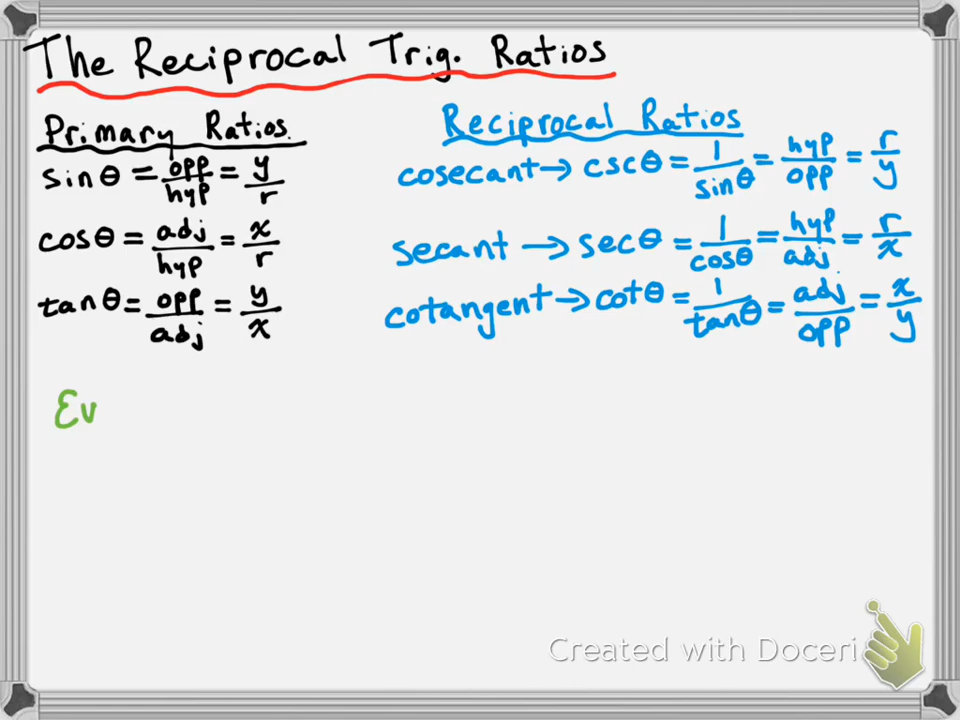 The Reciprocal Trig. Ratios
Primary Ratios
sinθ = opp/hyp = y/r
cosθ = adj/hyp = x/r
tanθ = opp/adj = y/x
Reciprocal Ratios
cosecant → cscθ = 1/sinθ = hyp/opp = r/y
secant → secθ = 1/cosθ = hyp/adj = r/x
cotangent → cotθ = 1/tanθ = adj/opp = x/y
Ev
Created with Doceri